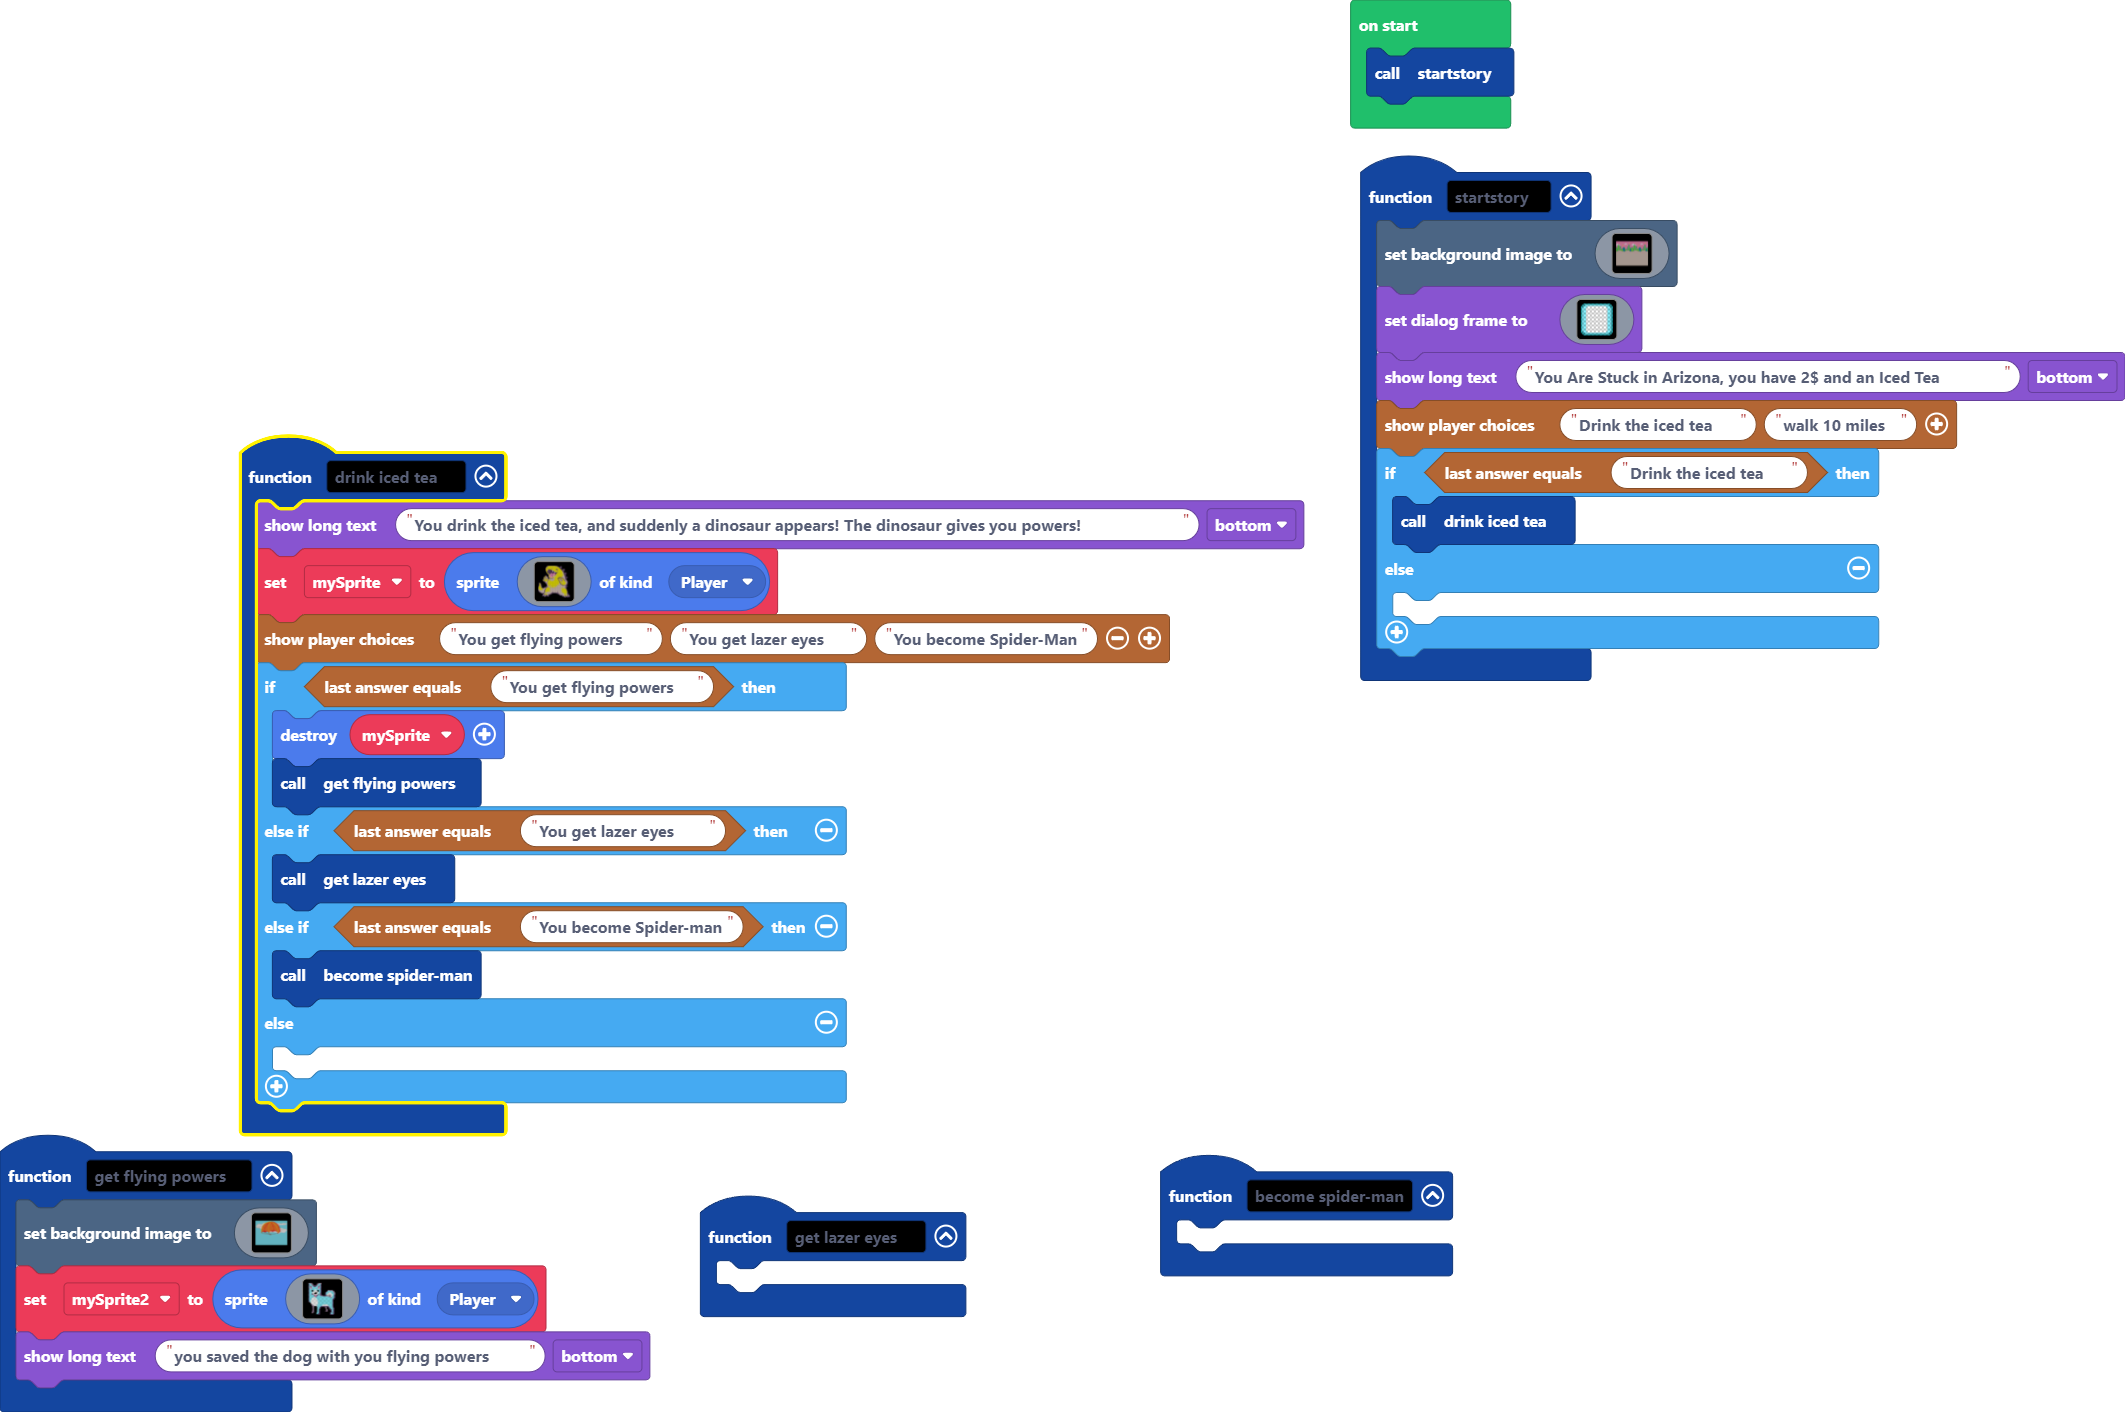 on start
call startstory
function startstory
set background image to
set dialog frame to
show long text "You Are Stuck in Arizona, you have 2$ and an Iced Tea" bottom
show player choices "Drink the iced tea" "walk 10 miles"
if last answer equals "Drink the iced tea" then
call drink iced tea
else
function drink iced tea
show long text "You drink the iced tea, and suddenly a dinosaur appears! The dinosaur gives you powers!" bottom
set mySprite to sprite of kind Player
show player choices "You get flying powers" "You get lazer eyes" "You become Spider-Man"
if last answer equals "You get flying powers" then
destroy mySprite
call get flying powers
else if last answer equals "You get lazer eyes" then
call get lazer eyes
else if last answer equals "You become Spider-man" then
call become spider-man
else
function get flying powers
set background image to
set mySprite2 to sprite of kind Player
show long text "you saved the dog with you flying powers" bottom
function get lazer eyes
function become spider-man